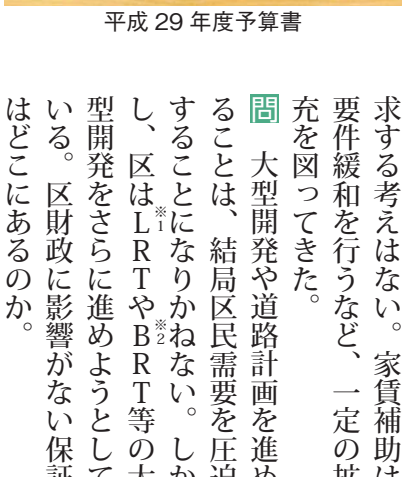 平成 29 年度予算書
求する考えはない。家賃補助は
要件緩和を行うなど、一定の拡
充を図ってきた。
問 大型開発や道路計画を進め
ることは、結局区民需要を圧迫
することになりかねない。しか
し、区はL※1RTやB※2RT等の大
型開発をさらに進めようとして
いる。区財政に影響がない保証
はどこにあるのか。